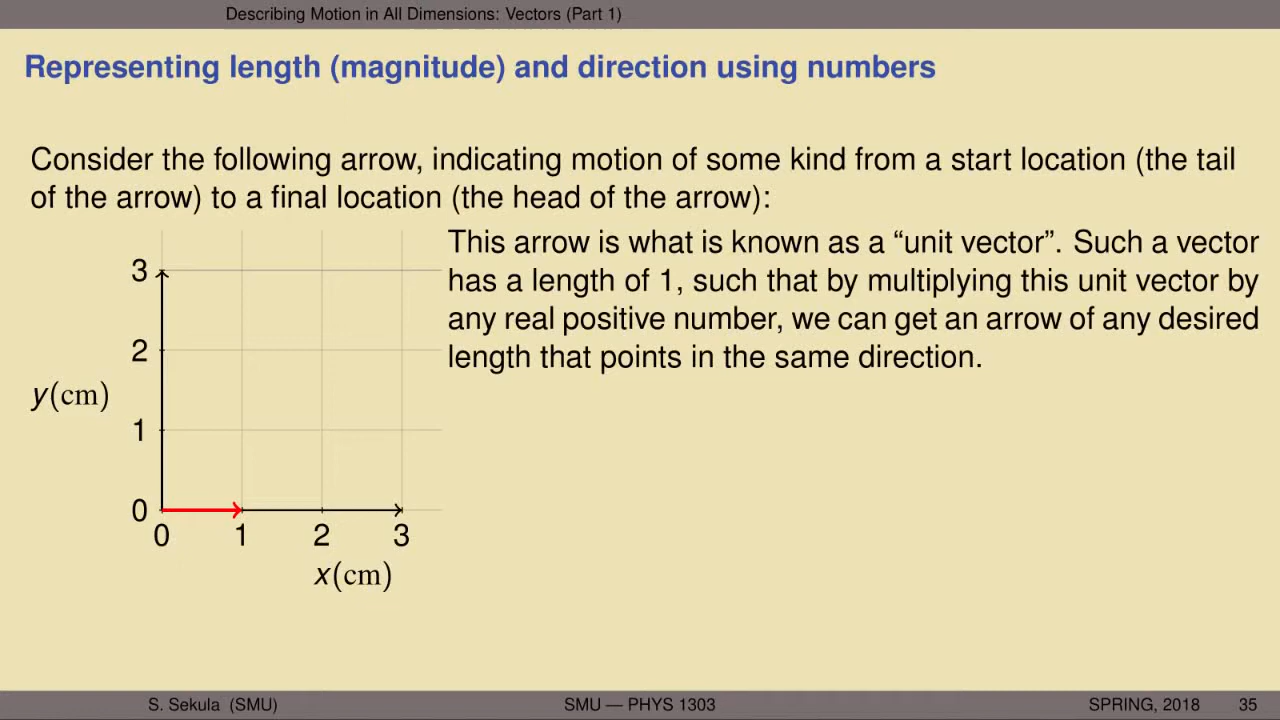 Describing Motion in All Dimensions: Vectors (Part 1)
Representing length (magnitude) and direction using numbers
Consider the following arrow, indicating motion of some kind from a start location (the tail
of the arrow) to a final location (the head of the arrow):
This arrow is what is known as a “unit vector”. Such a vector
has a length of 1, such that by multiplying this unit vector by
any real positive number, we can get an arrow of any desired
length that points in the same direction.
3
2
y(cm)
1
0
0 1 2 3
x(cm)
S. Sekula (SMU) SMU — PHYS 1303 SPRING, 2018 35